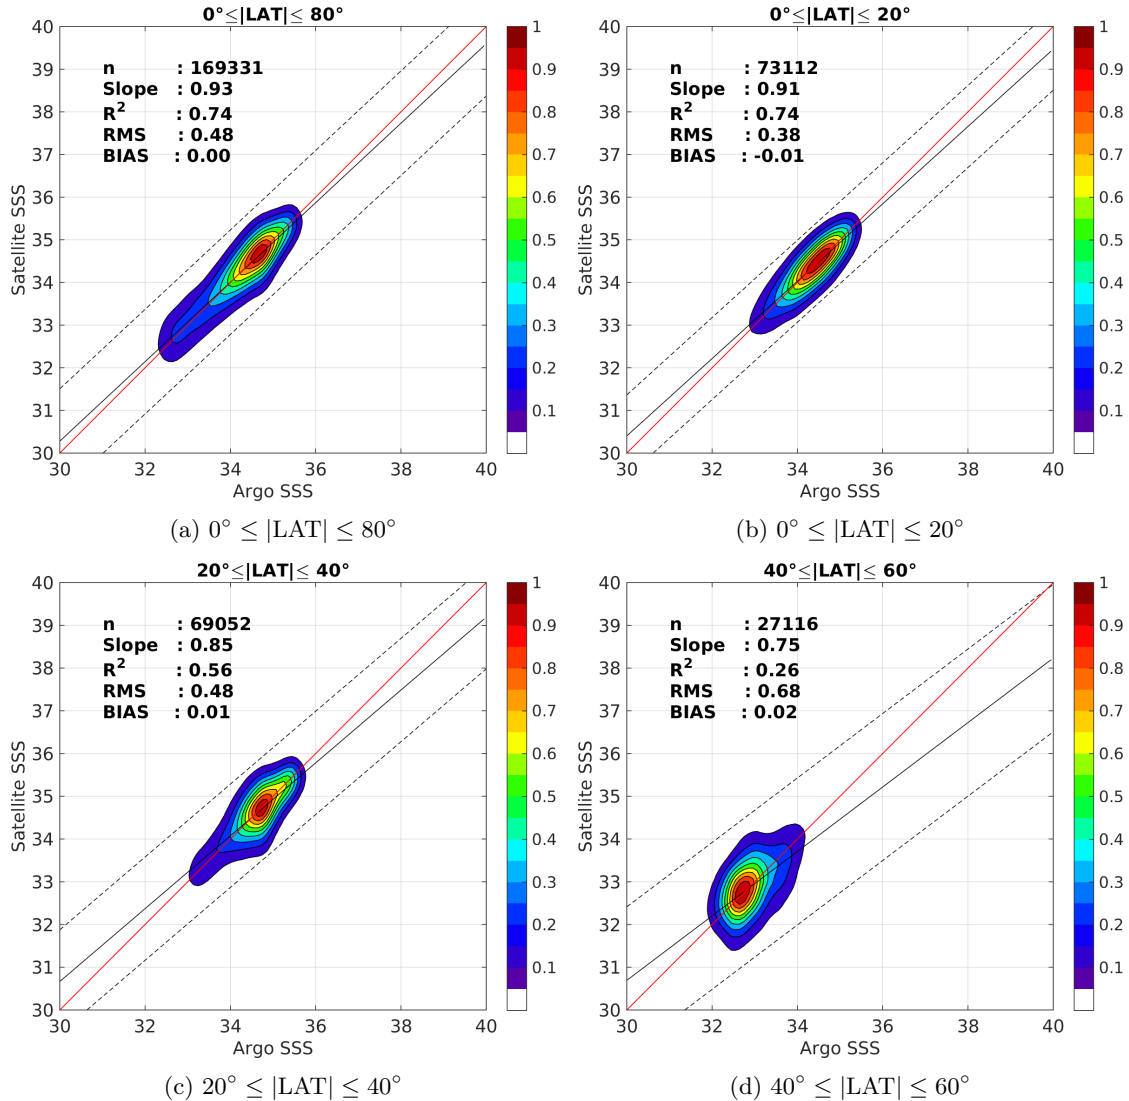 0°≤|LAT|≤ 80°
n : 169331
Slope : 0.93
R² : 0.74
RMS : 0.48
BIAS : 0.00
40
39
38
37
36
35
34
33
32
31
30
Satellite SSS
30 32 34 36 38 40
Argo SSS
1
0.9
0.8
0.7
0.6
0.5
0.4
0.3
0.2
0.1
(a) 0° ≤ |LAT| ≤ 80°
0°≤|LAT|≤ 20°
n : 73112
Slope : 0.91
R² : 0.74
RMS : 0.38
BIAS : -0.01
40
39
38
37
36
35
34
33
32
31
30
Satellite SSS
30 32 34 36 38 40
Argo SSS
1
0.9
0.8
0.7
0.6
0.5
0.4
0.3
0.2
0.1
(b) 0° ≤ |LAT| ≤ 20°
20°≤|LAT|≤ 40°
n : 69052
Slope : 0.85
R² : 0.56
RMS : 0.48
BIAS : 0.01
40
39
38
37
36
35
34
33
32
31
30
Satellite SSS
30 32 34 36 38 40
Argo SSS
1
0.9
0.8
0.7
0.6
0.5
0.4
0.3
0.2
0.1
(c) 20° ≤ |LAT| ≤ 40°
40°≤|LAT|≤ 60°
n : 27116
Slope : 0.75
R² : 0.26
RMS : 0.68
BIAS : 0.02
40
39
38
37
36
35
34
33
32
31
30
Satellite SSS
30 32 34 36 38 40
Argo SSS
1
0.9
0.8
0.7
0.6
0.5
0.4
0.3
0.2
0.1
(d) 40° ≤ |LAT| ≤ 60°